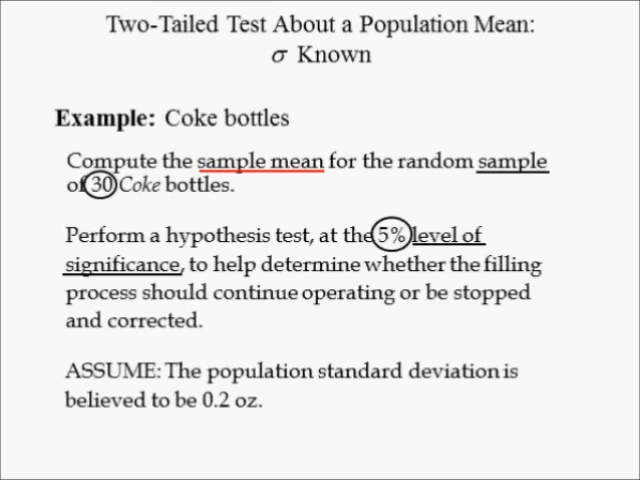 Two-Tailed Test About a Population Mean:
σ Known
Example: Coke bottles
Compute the sample mean for the random sample
of 30 Coke bottles.
Perform a hypothesis test, at the 5% level of
significance, to help determine whether the filling
process should continue operating or be stopped
and corrected.
ASSUME: The population standard deviation is
believed to be 0.2 oz.